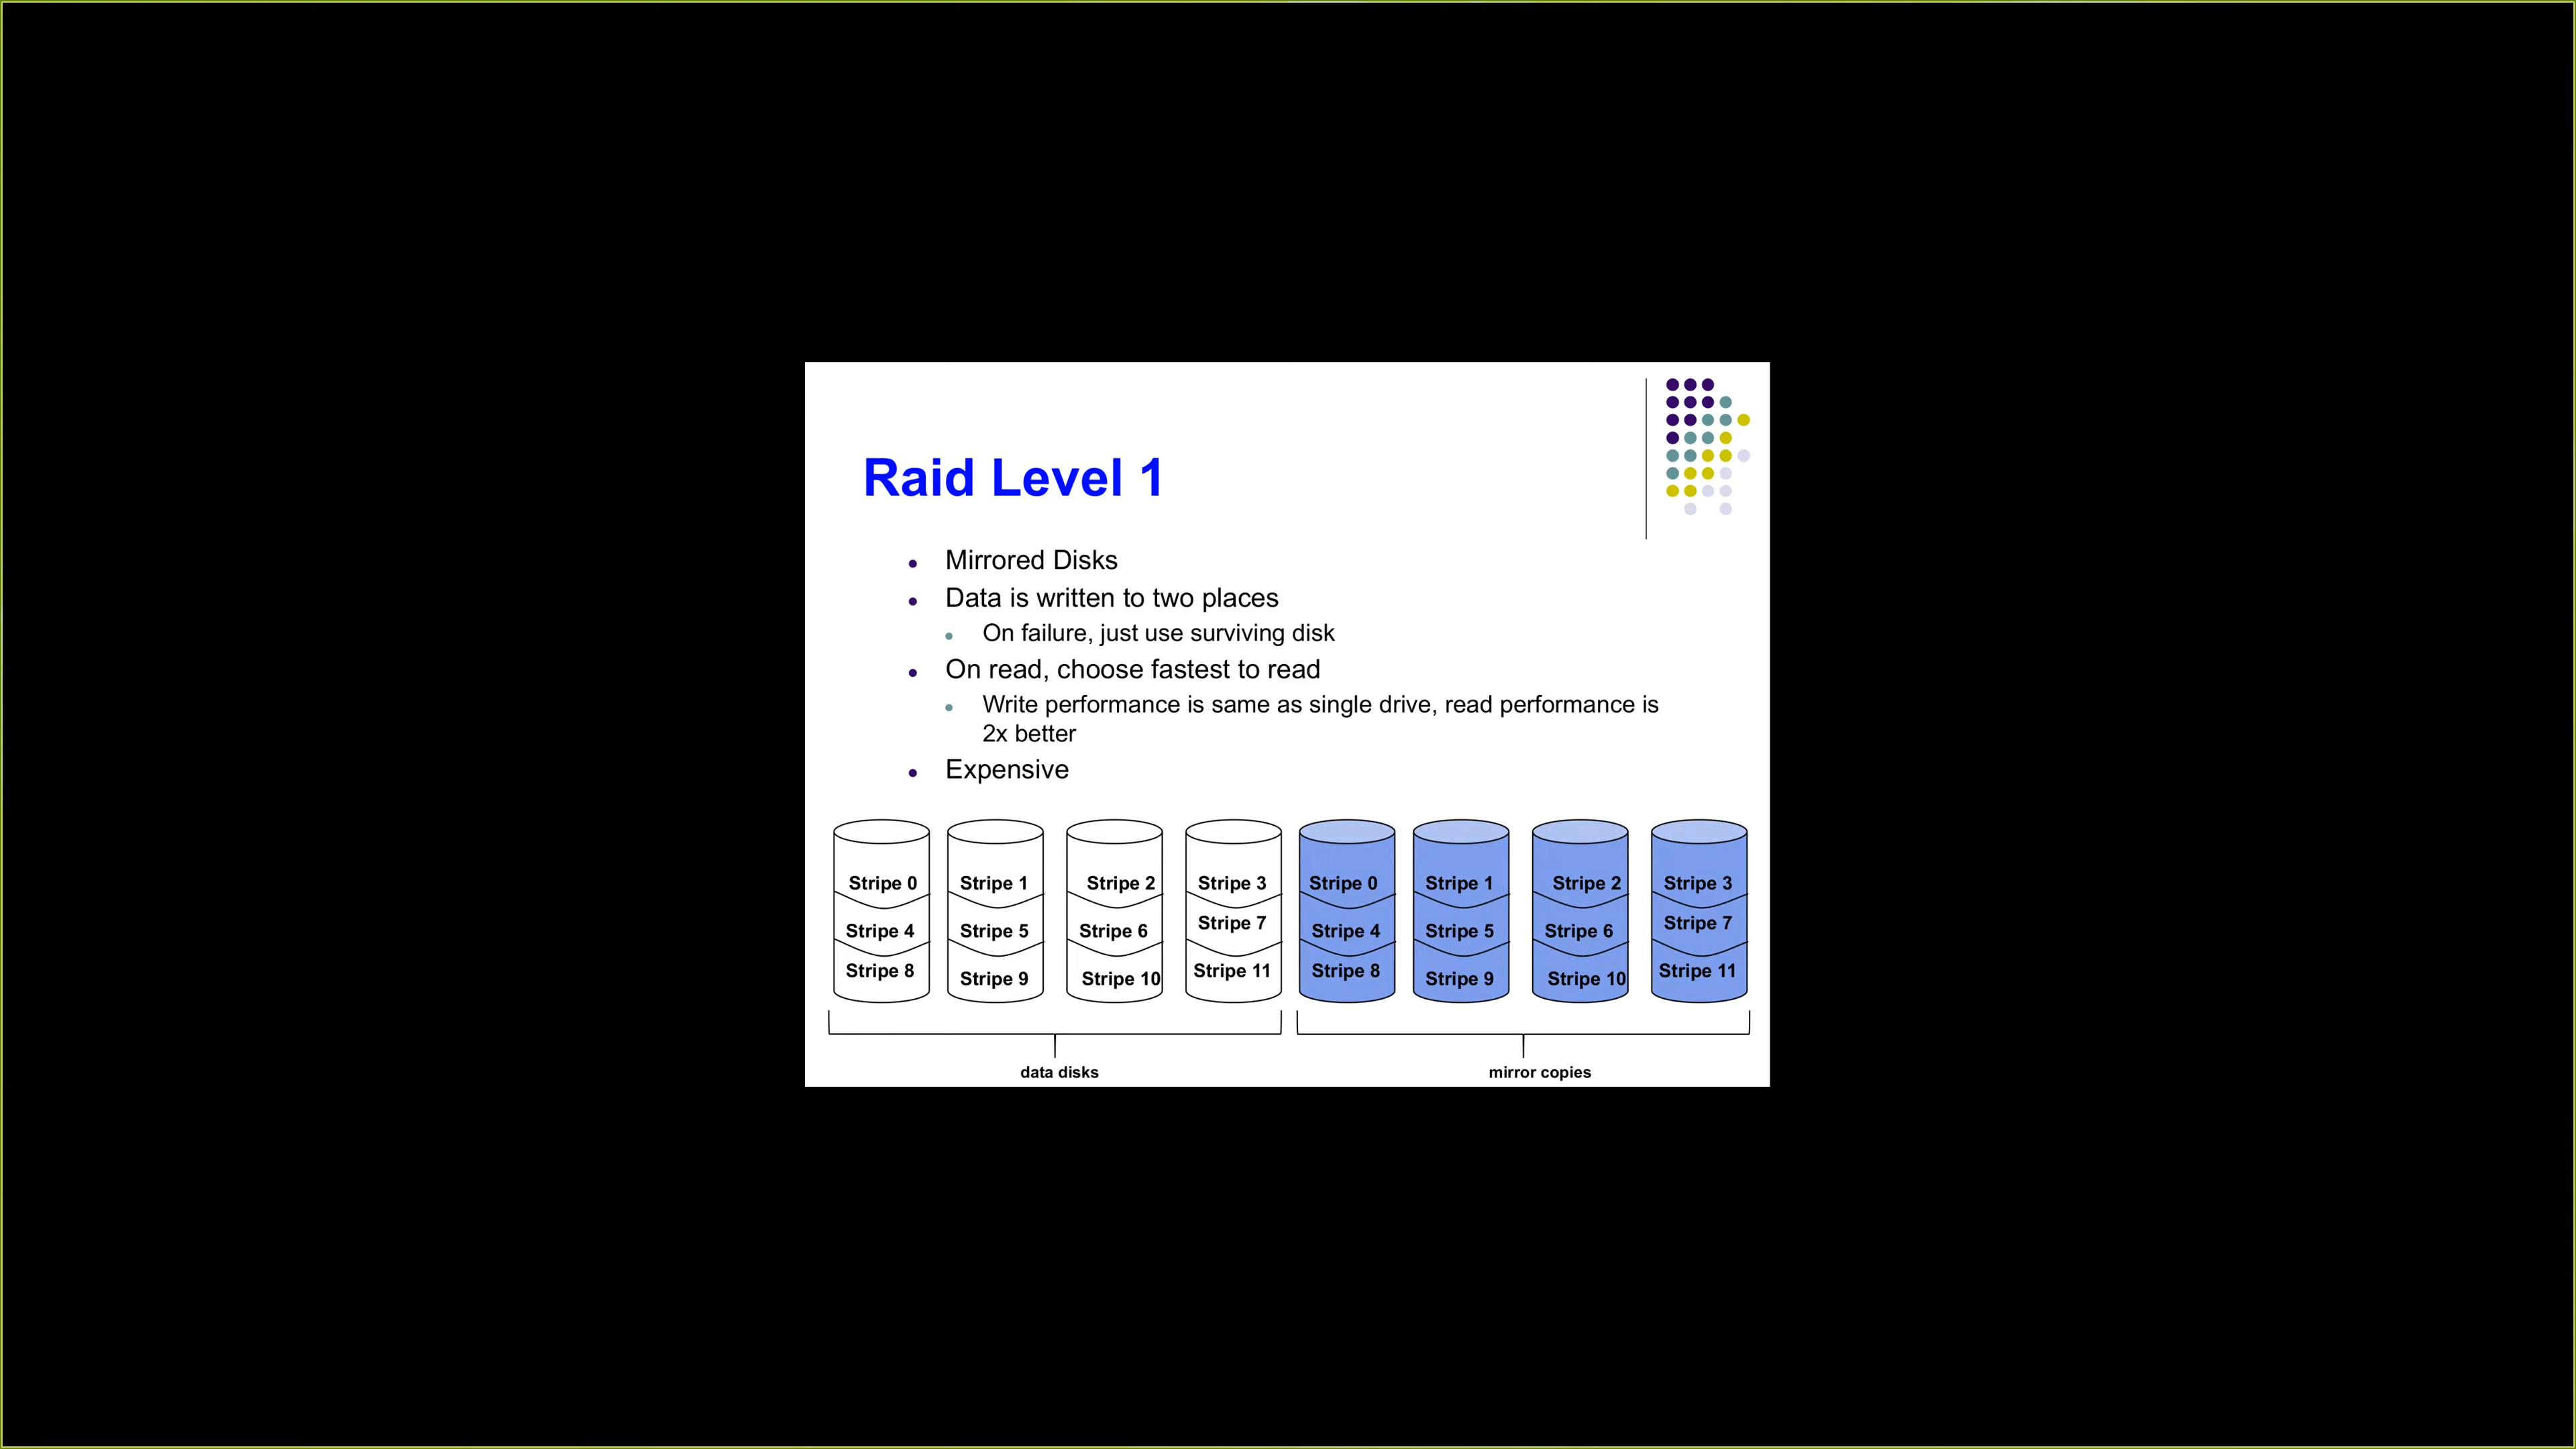 Raid Level 1
Mirrored Disks
Data is written to two places
On failure, just use surviving disk
On read, choose fastest to read
Write performance is same as single drive, read performance is
2x better
Expensive
Stripe 0 Stripe 1 Stripe 2 Stripe 3 Stripe 0 Stripe 1 Stripe 2 Stripe 3
Stripe 4 Stripe 5 Stripe 6 Stripe 7 Stripe 4 Stripe 5 Stripe 6 Stripe 7
Stripe 8 Stripe 9 Stripe 10 Stripe 11 Stripe 8 Stripe 9 Stripe 10 Stripe 11
data disks mirror copies